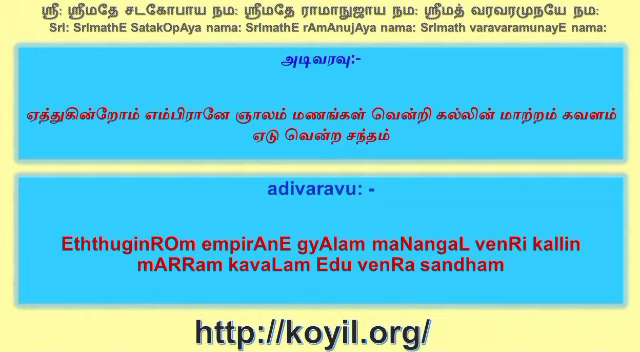 ஸ்ரீ: ஸ்ரீமதே சடகோபாய நம: ஸ்ரீமதே ராமாநுஜாய நம: ஸ்ரீமத் வரவரமுநயே நம:
SrI: SrImathE SatakOpAya nama: SrImathE rAmAnujAya nama: SrImath varavaramunayE nama:
அடிவரவு:-
ஏத்துகின்றோம் எம்பிரானே ஞாலம் மணங்கள் வென்றி கல்லின் மாற்றம் கவளம்
ஏடு வென்ற சந்தம்
adivaravu: -
EththuginROm empirAnE gyAlam maNangaL venRi kallin
mARRam kavaLam Edu venRa sandham
http://koyil.org/